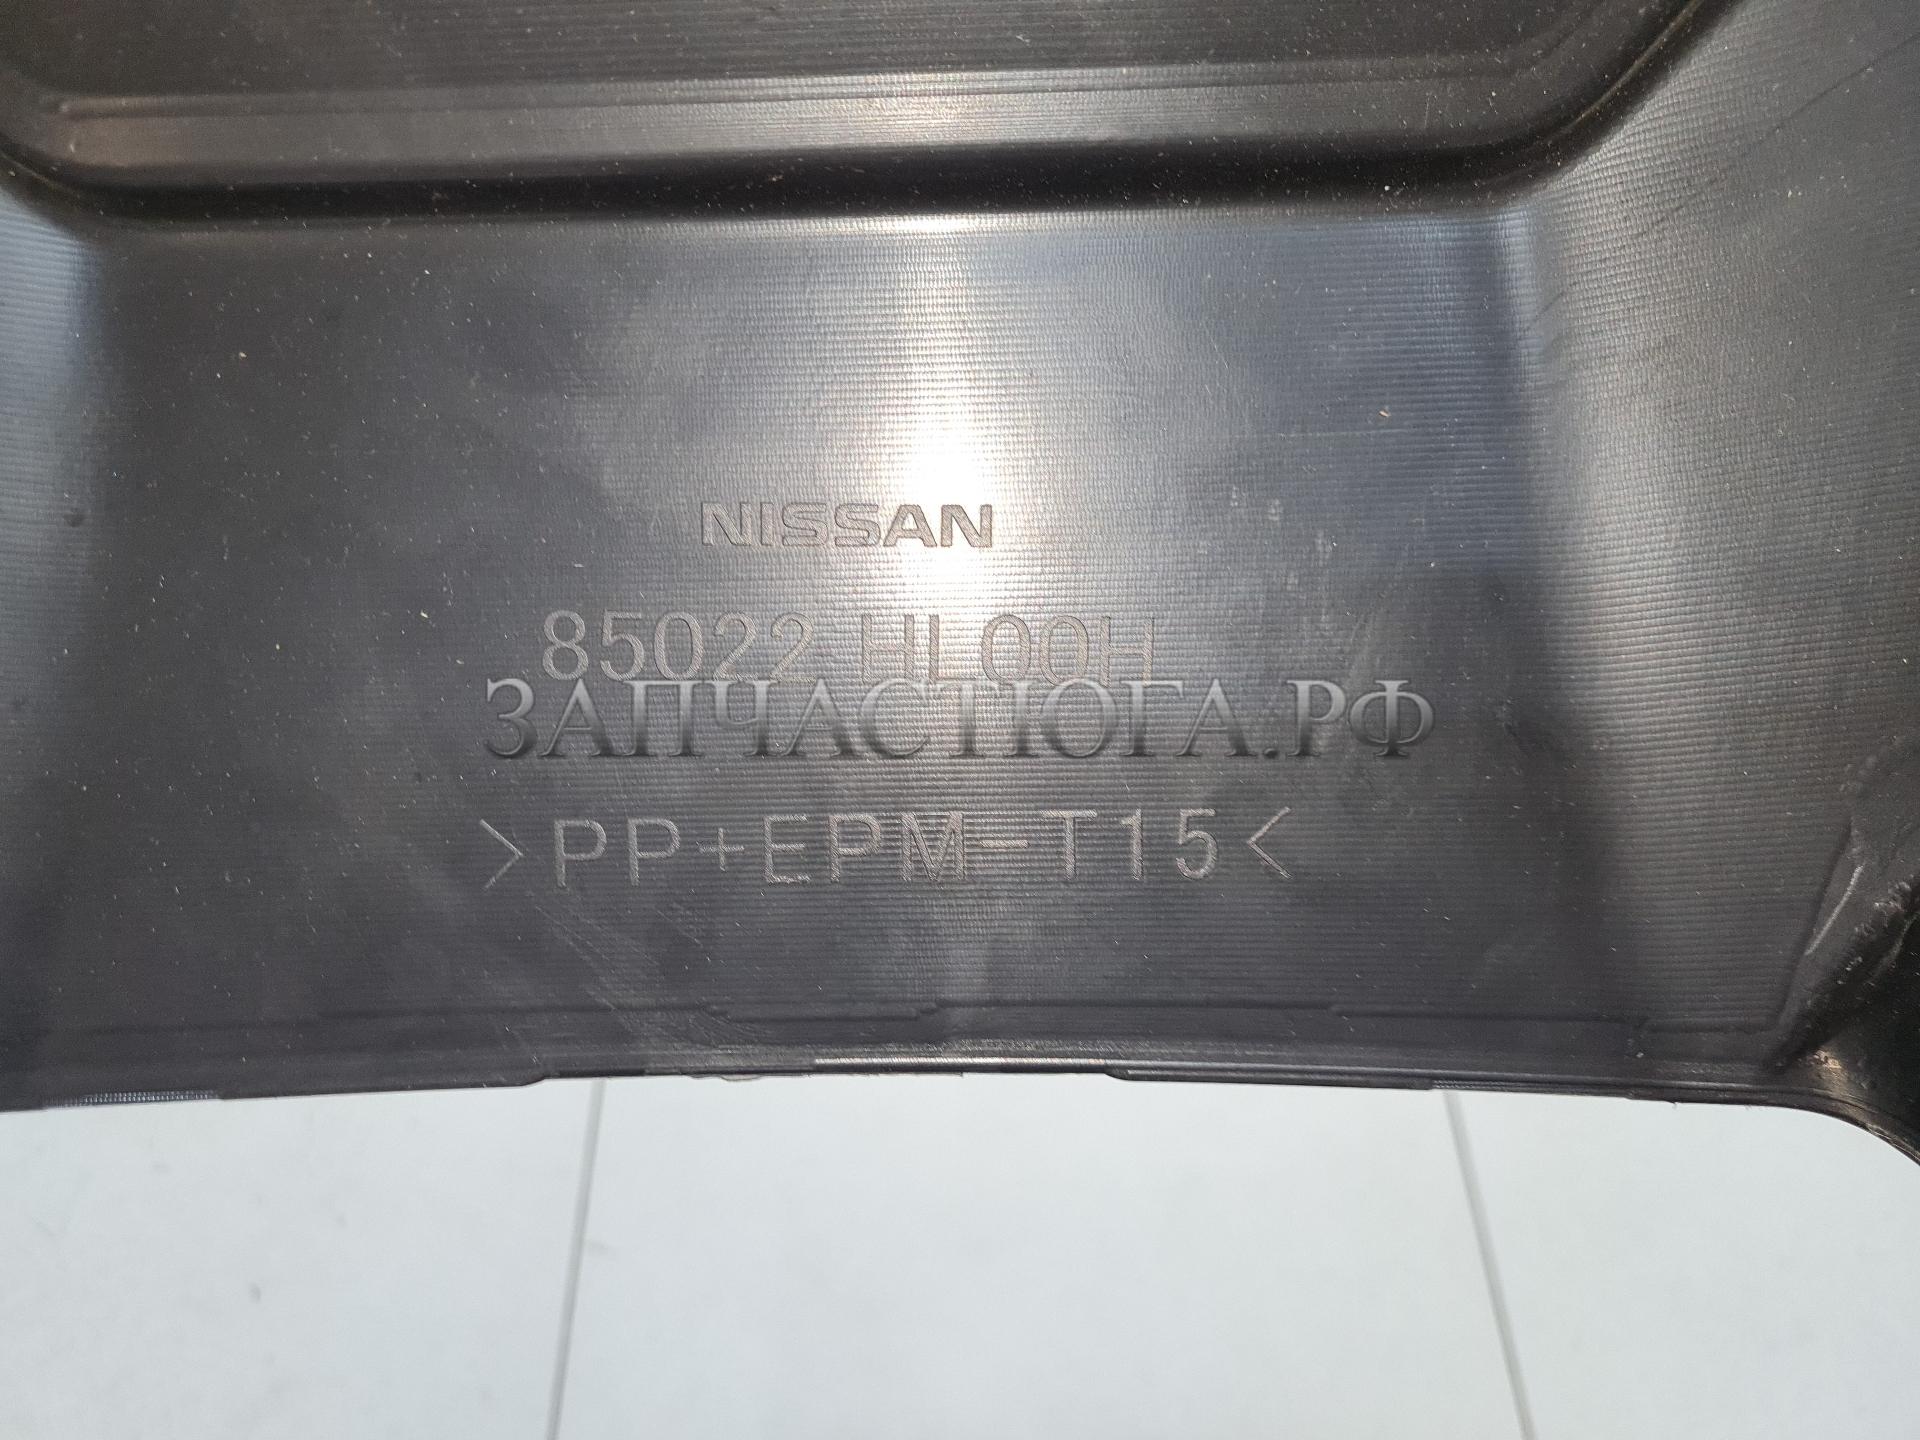 NISSAN
85022 HL00H
ЗАПЧАСТЮГА.РФ
>PP+EPM-T15<